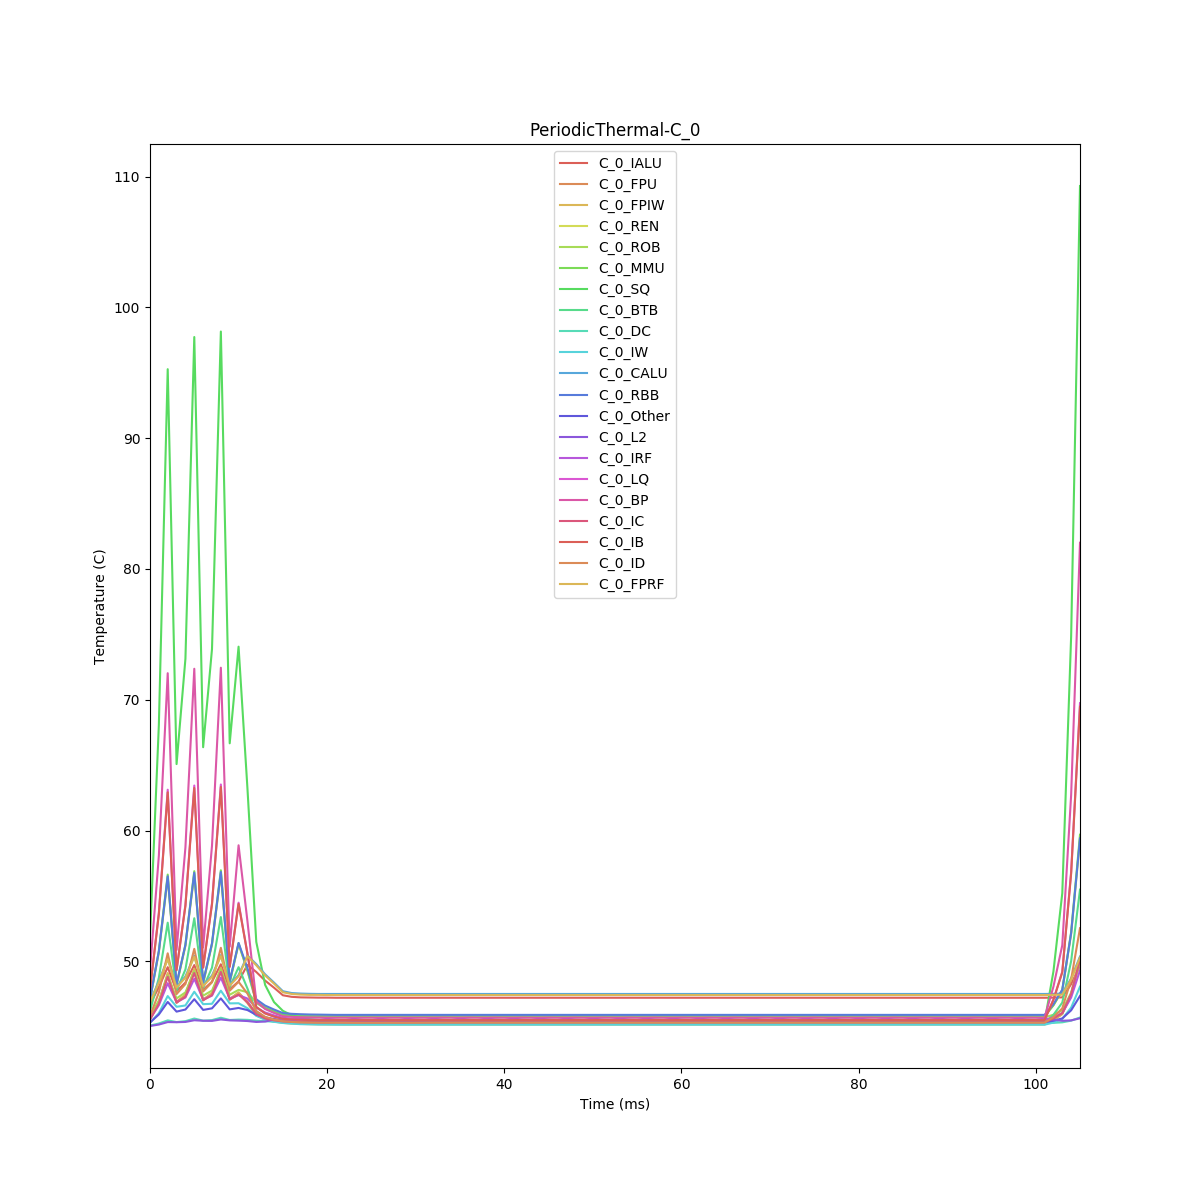 PeriodicThermal-C_0
110
100
90
80
70
60
50
Temperature (C)
C_0_IALU
C_0_FPU
C_0_FPIW
C_0_REN
C_0_ROB
C_0_MMU
C_0_SQ
C_0_BTB
C_0_DC
C_0_IW
C_0_CALU
C_0_RBB
C_0_Other
C_0_L2
C_0_IRF
C_0_LQ
C_0_BP
C_0_IC
C_0_IB
C_0_ID
C_0_FPRF
0 20 40 60 80 100
Time (ms)